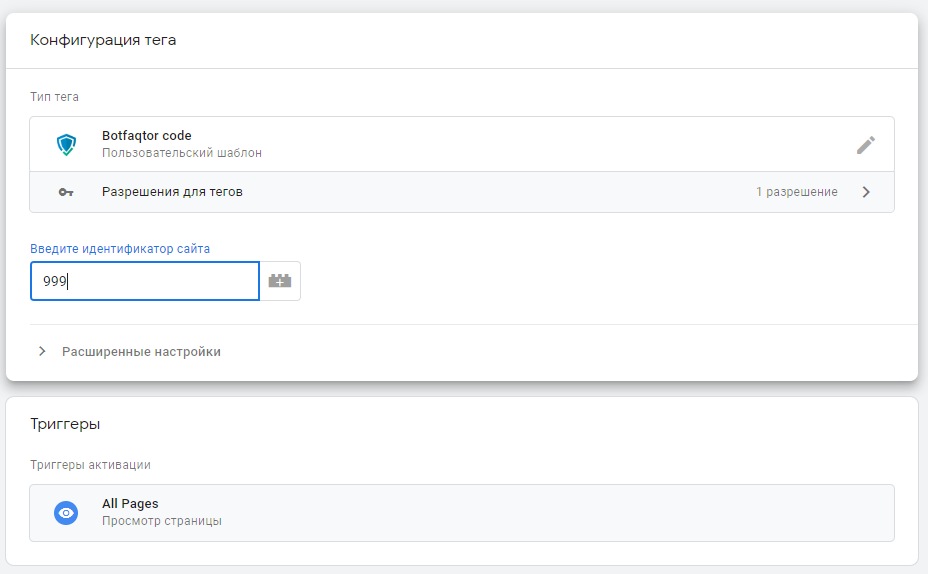 Конфигурация тега
Тип тега
Botfaqtor code
Пользовательский шаблон
Разрешения для тегов
1 разрешение
Введите идентификатор сайта
999
Расширенные настройки
Триггеры
Триггеры активации
All Pages
Просмотр страницы